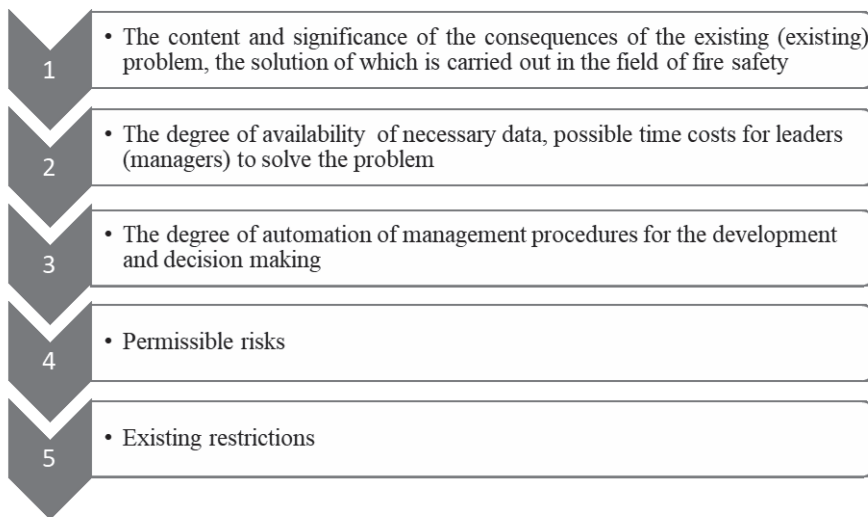 1
• The content and significance of the consequences of the existing (existing)
problem, the solution of which is carried out in the field of fire safety
2
• The degree of availability of necessary data, possible time costs for leaders
(managers) to solve the problem
3
• The degree of automation of management procedures for the development
and decision making
4
• Permissible risks
5
• Existing restrictions